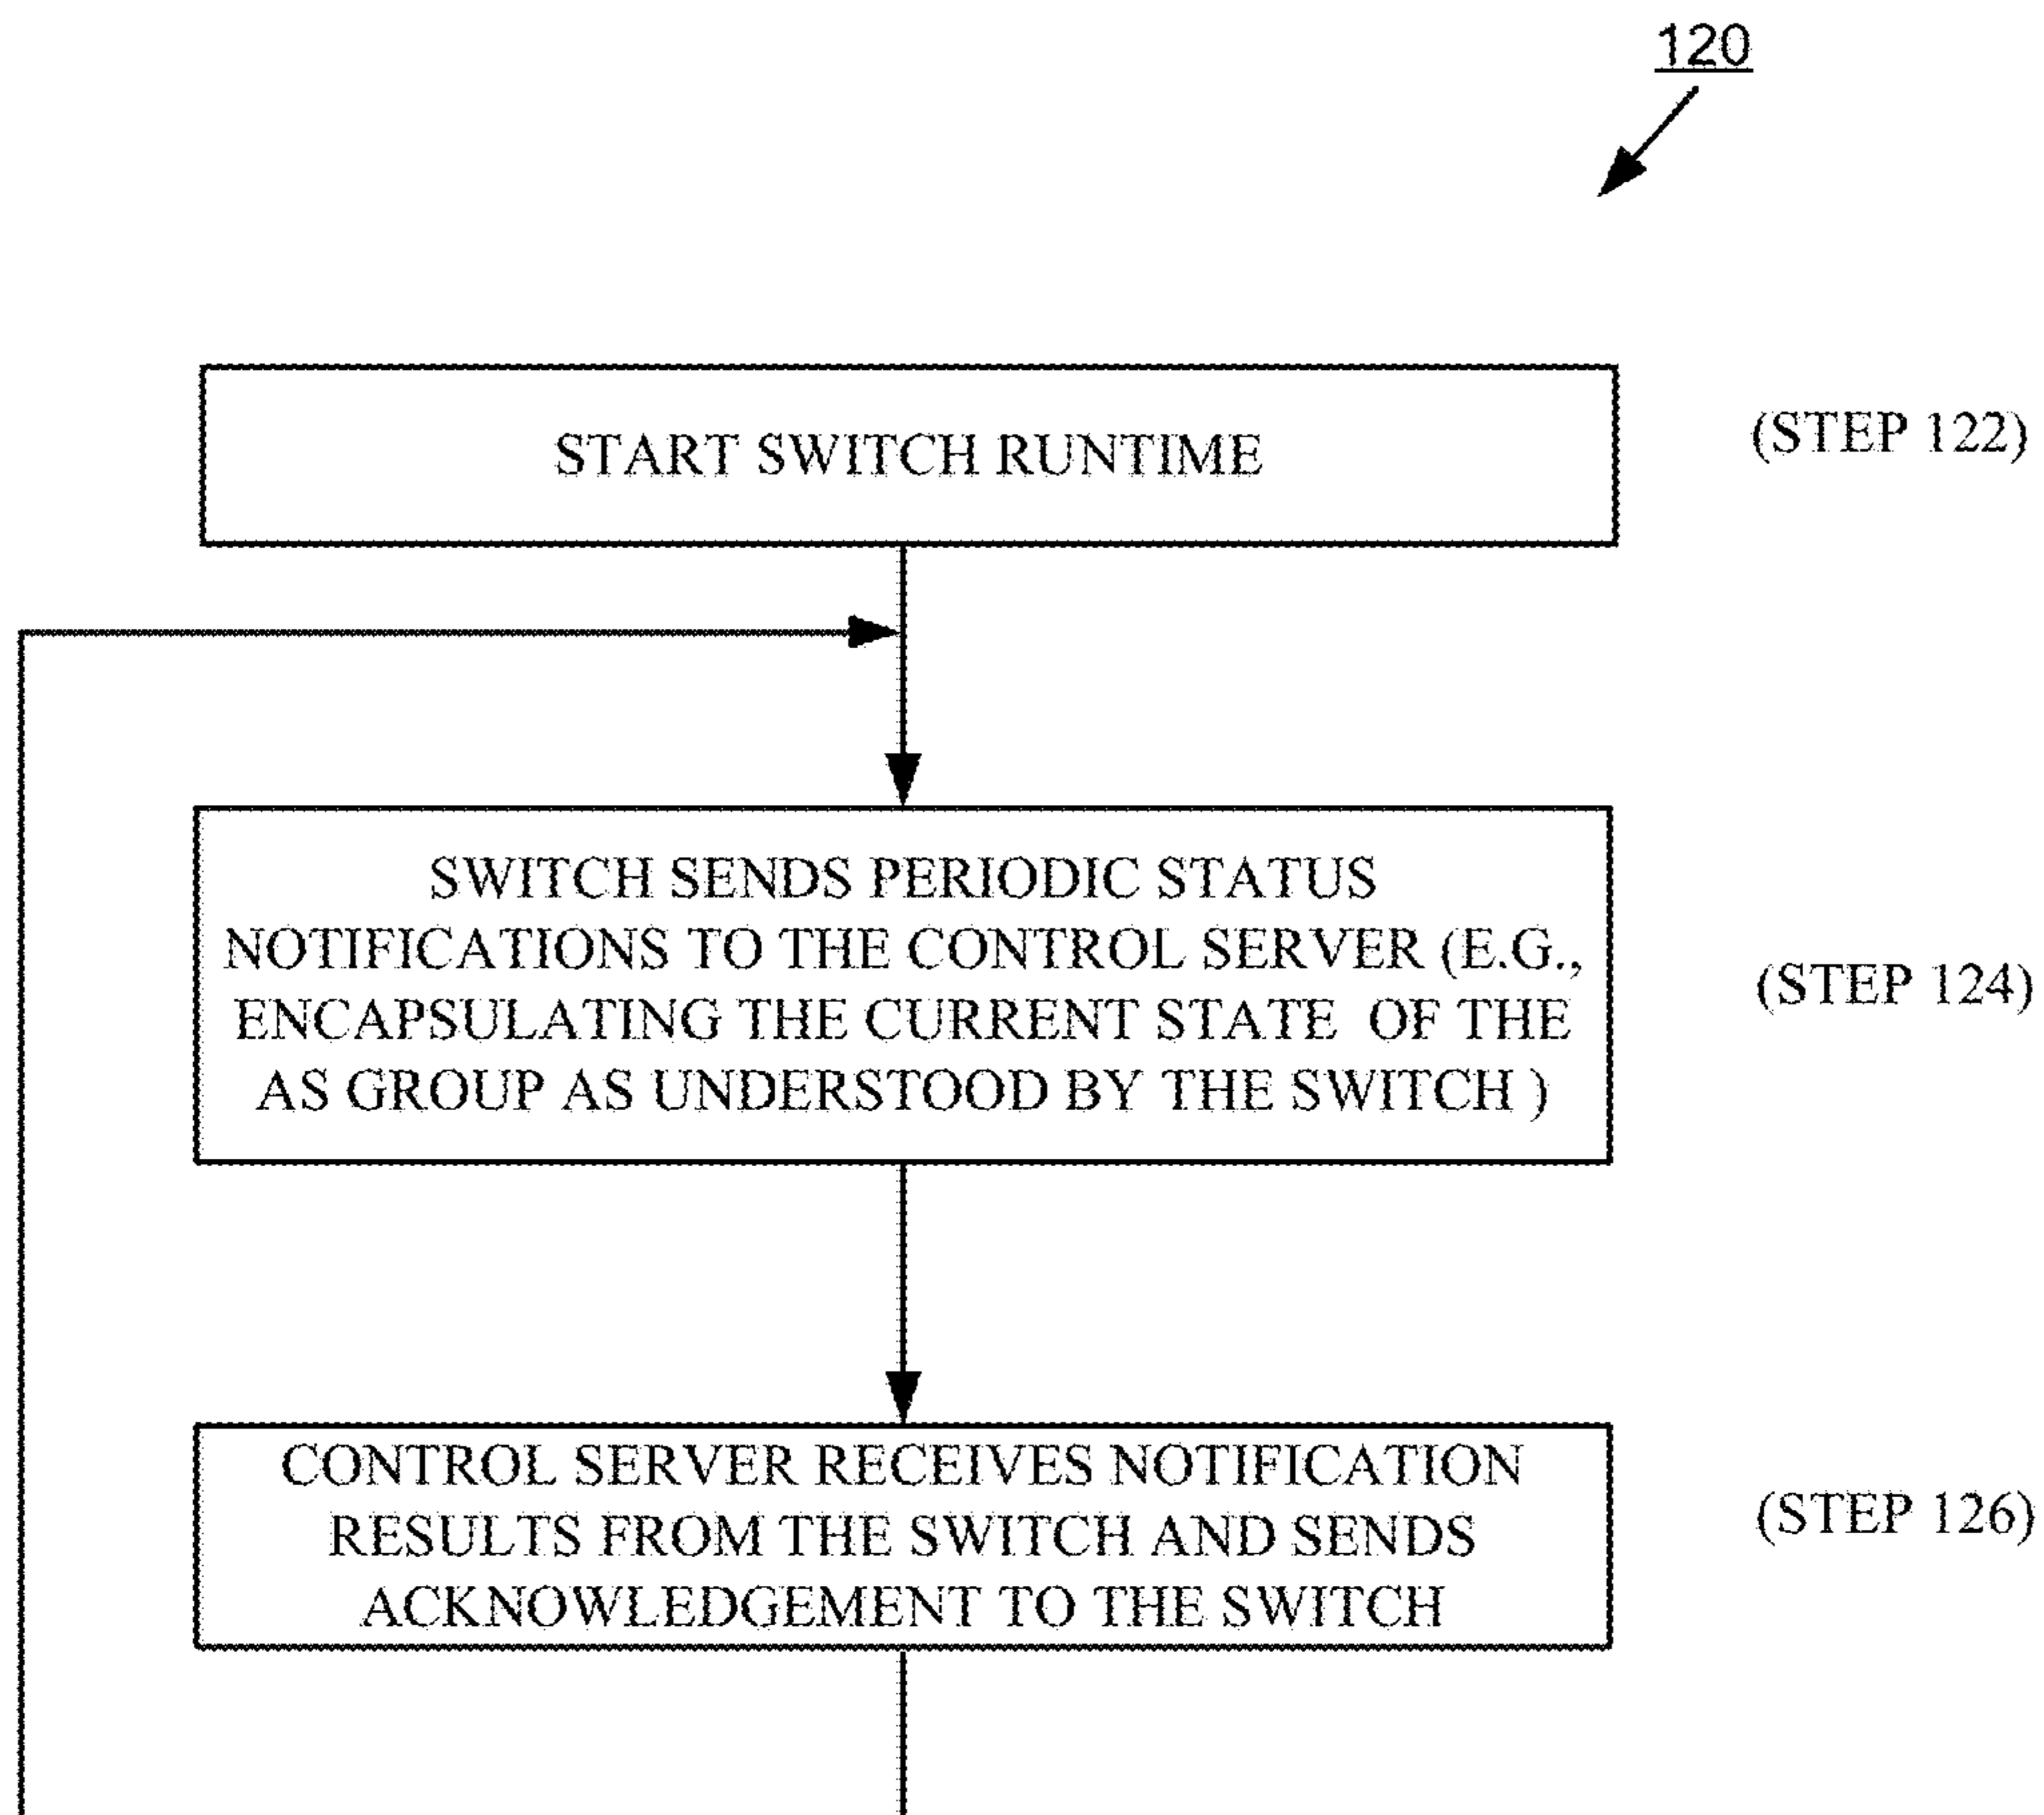 120
START SWITCH RUNTIME
(STEP 122)
SWITCH SENDS PERIODIC STATUS
NOTIFICATIONS TO THE CONTROL SERVER (E.G.,
ENCAPSULATING THE CURRENT STATE OF THE
AS GROUP AS UNDERSTOOD BY THE SWITCH )
(STEP 124)
CONTROL SERVER RECEIVES NOTIFICATION
RESULTS FROM THE SWITCH AND SENDS
ACKNOWLEDGEMENT TO THE SWITCH
(STEP 126)